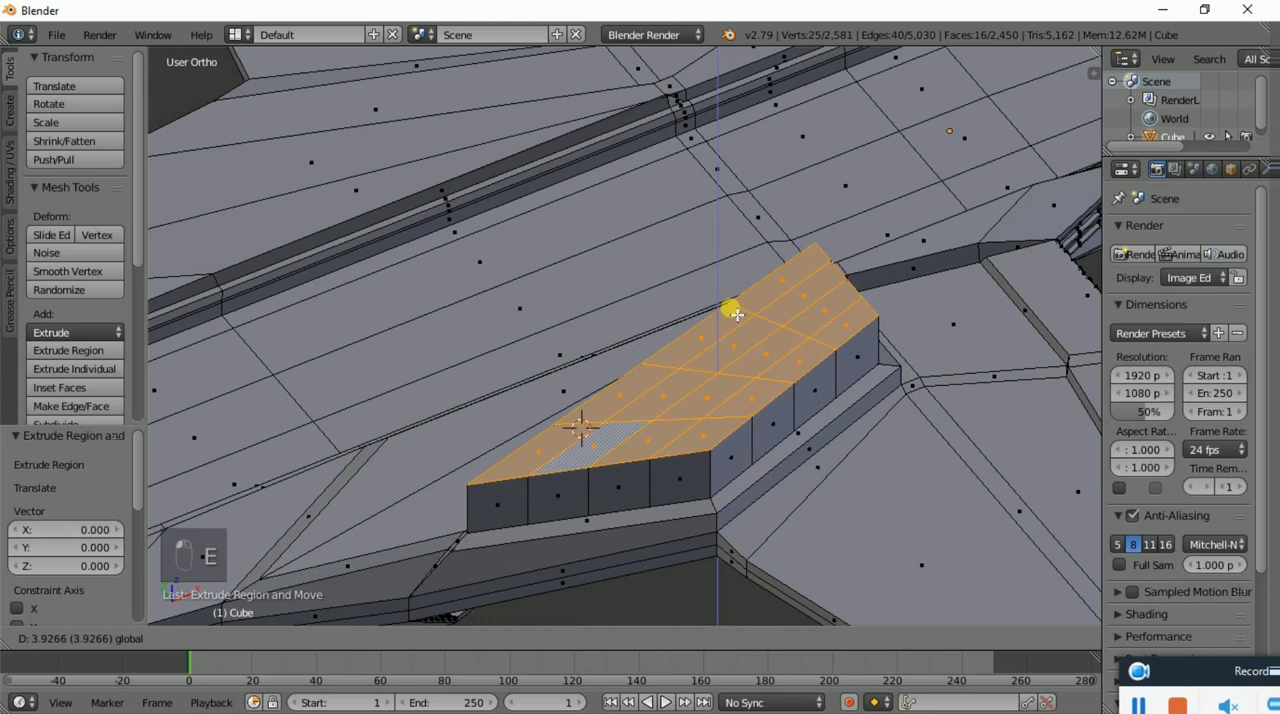 Blender
File Render Window Help Default Scene Blender Render v2.79 | Verts:25/2,581 | Edges:40/5,030 | Faces:16/2,450 | Tris:5,162 | Mem:12.62M | Cube
Tools
Create
Shading / UVs
Options
Grease Pencil
Transform
Translate
Rotate
Scale
Shrink/Fatten
Push/Pull
Mesh Tools
Deform:
Slide Ed Vertex
Noise
Smooth Vertex
Randomize
Add:
Extrude
Extrude Region
Extrude Individual
Inset Faces
Make Edge/Face
Extrude Region and
Extrude Region
Translate
Vector
X: 0.000
Y: 0.000
Z: 0.000
Constraint Axis
X
User Ortho
E
Last: Extrude Region and Move
(1) Cube
D: 3.9266 (3.9266) global
View Search All Sc
Scene
RenderL
World
Cube
Scene
Render
Rende Anima Audio
Display: Image Ed
Dimensions
Render Presets
Resolution: Frame Ran
1920 p Start :1
1080 p En: 250
50% Fram: 1
Aspect Rat... Frame Rate:
: 1.000 24 fps
: 1.000 Time Rem...
1
Anti-Aliasing
5 8 11 16 Mitchell-N
Full Sam 1.000 p
Sampled Motion Blur
Shading
Performance
Record
-40 -20 0 20 40 60 80 100 120 140 160 180 200 220 240 260 280
View Marker Frame Playback Start: 1 End: 250 1 No Sync